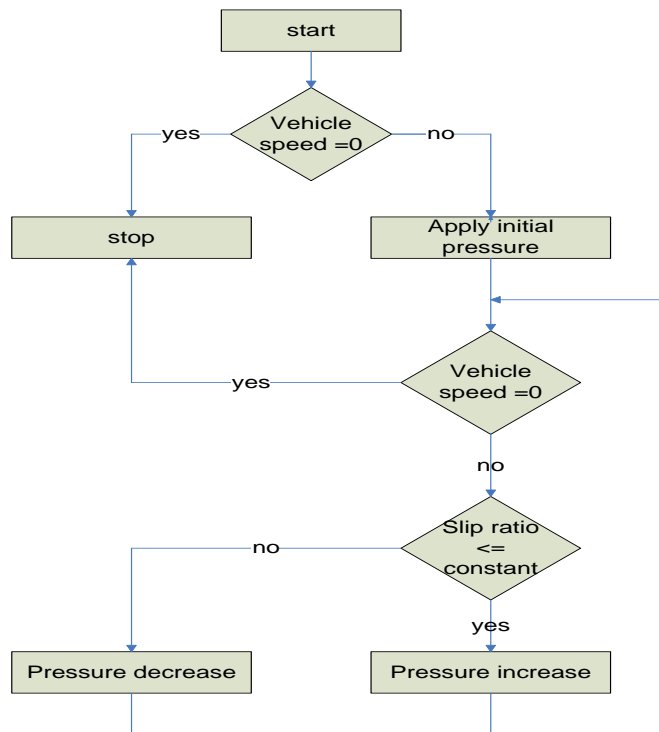 start
Vehicle
speed =0
yes
no
stop
Apply initial
pressure
Vehicle
speed =0
yes
no
Slip ratio
<=
constant
no
yes
Pressure decrease
Pressure increase